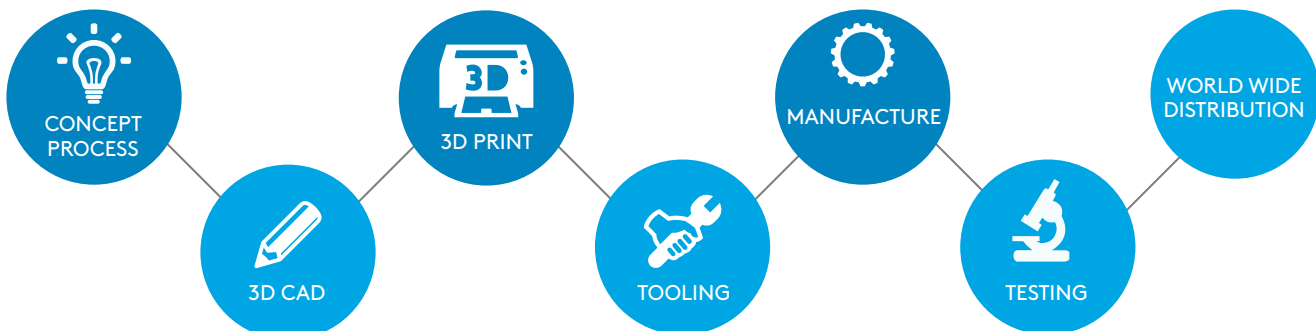 CONCEPT
PROCESS
3D CAD
3D
3D PRINT
TOOLING
MANUFACTURE
TESTING
WORLD WIDE
DISTRIBUTION